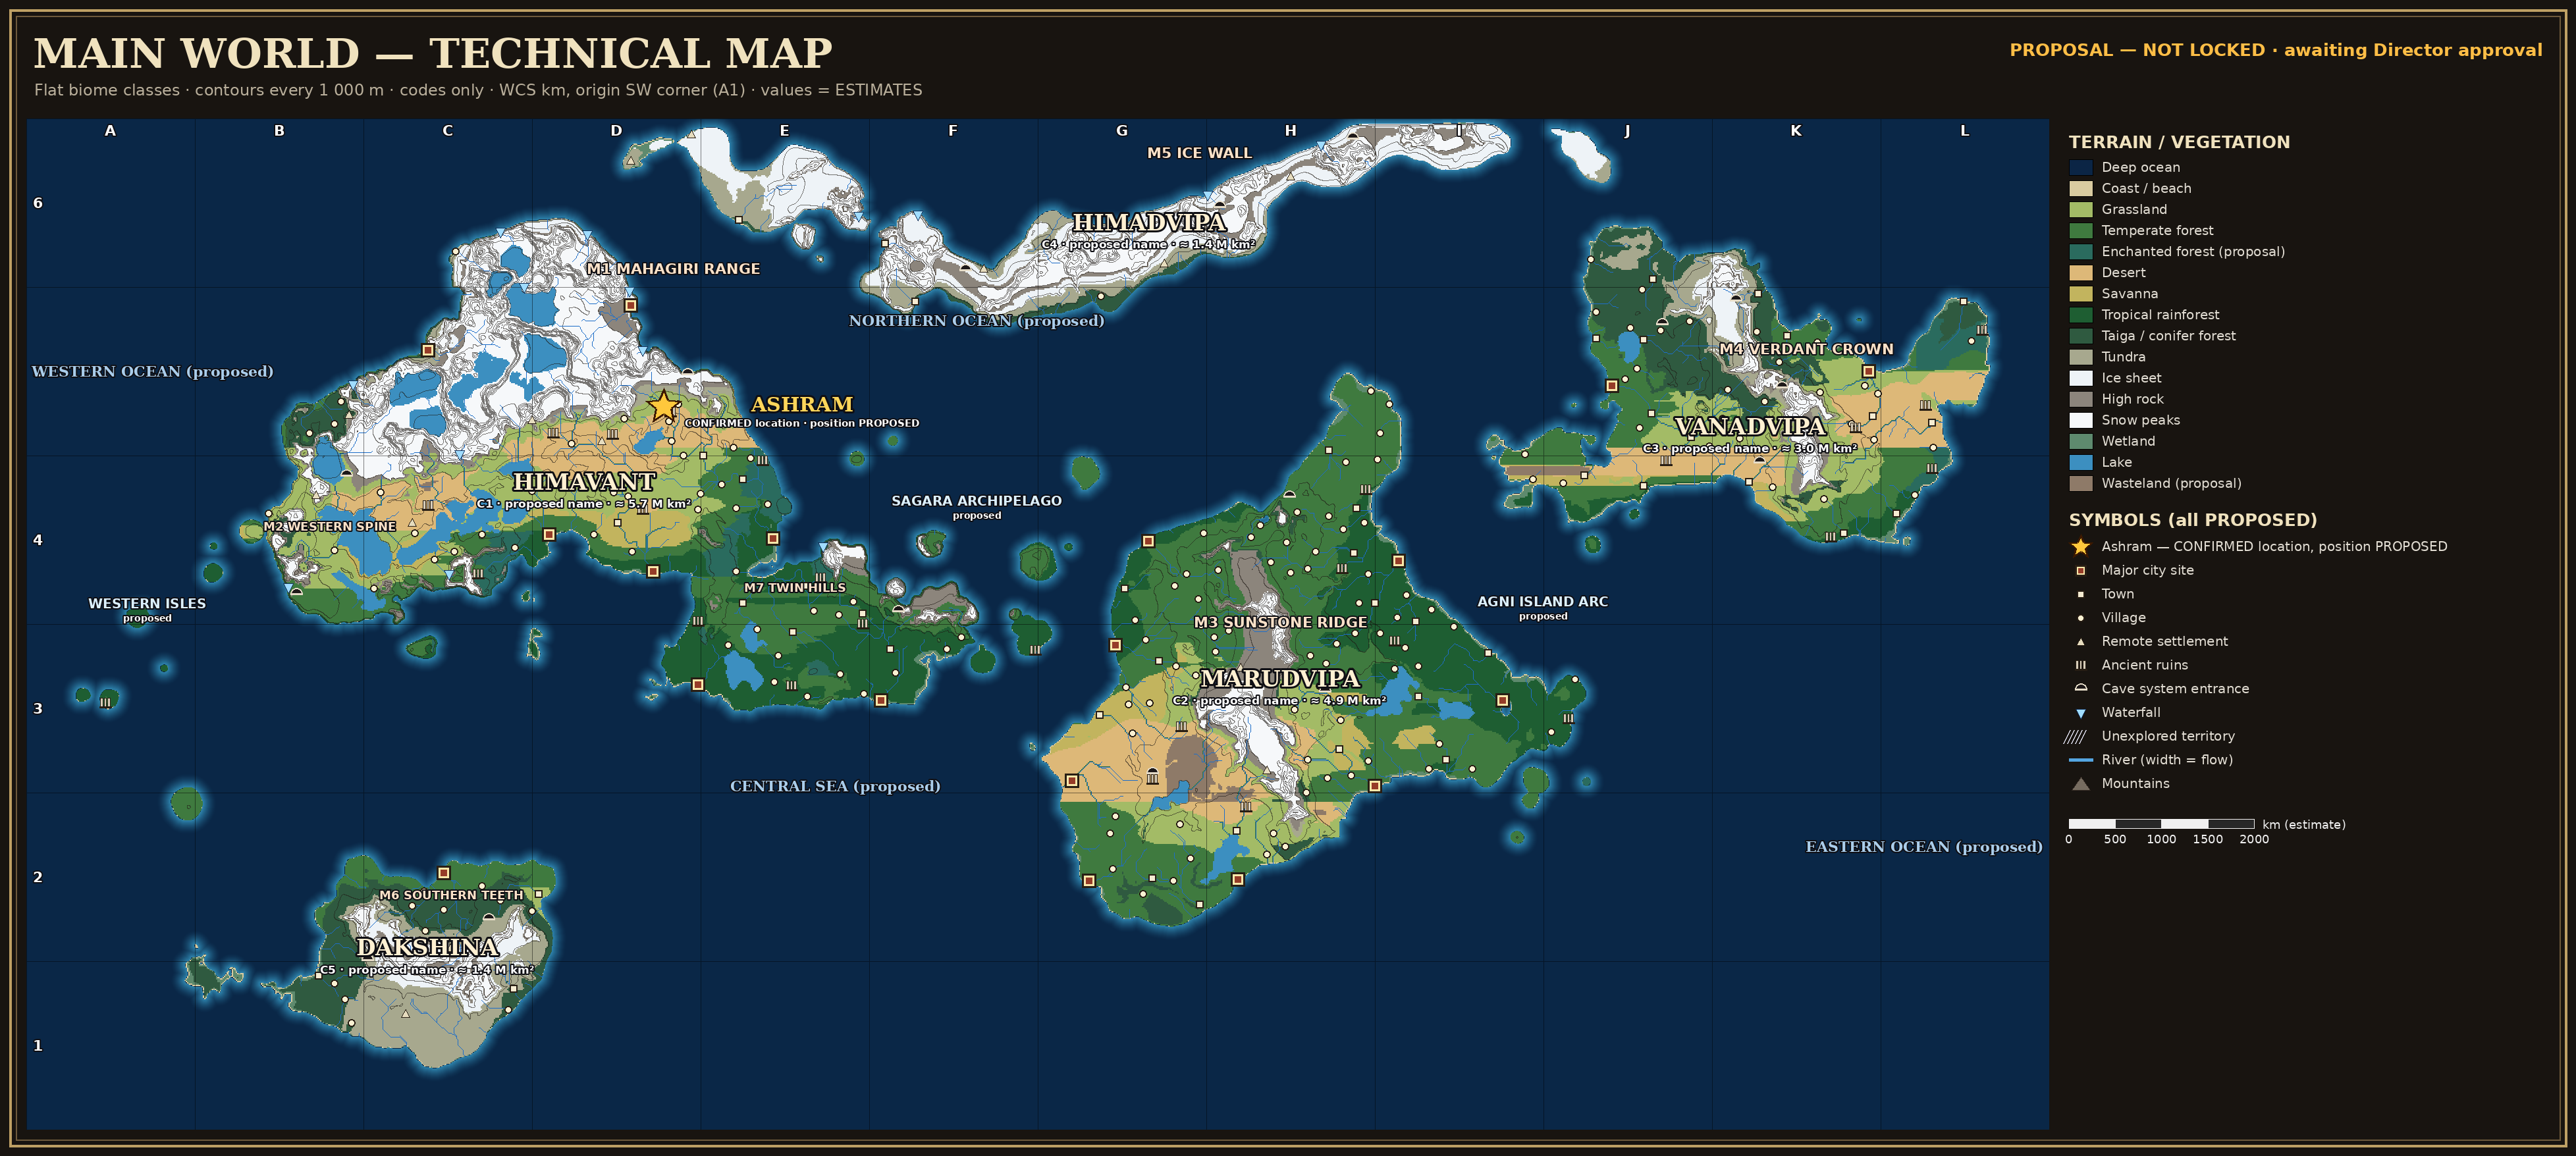 MAIN WORLD — TECHNICAL MAP
PROPOSAL — NOT LOCKED · awaiting Director approval
Flat biome classes · contours every 1 000 m · codes only · WCS km, origin SW corner (A1) · values = ESTIMATES
A B C D E F G H I J K L
M5 ICE WALL
6
HIMADVIPA
C4 · proposed name · ≈ 1.4 M km²
M1 MAHAGIRI RANGE
NORTHERN OCEAN (proposed)
M4 VERDANT CROWN
WESTERN OCEAN (proposed)
ASHRAM
CONFIRMED location · position PROPOSED
VANADVIPA
C3 · proposed name · ≈ 3.0 M km²
HIMAVANT
C1 · proposed name · ≈ 5.7 M km²
SAGARA ARCHIPELAGO
proposed
M2 WESTERN SPINE
4
M7 TWIN HILLS
WESTERN ISLES
proposed
AGNI ISLAND ARC
proposed
M3 SUNSTONE RIDGE
MARUDVIPA
C2 · proposed name · ≈ 4.9 M km²
3
CENTRAL SEA (proposed)
EASTERN OCEAN (proposed)
2
M6 SOUTHERN TEETH
DAKSHINA
C5 · proposed name · ≈ 1.4 M km²
1
TERRAIN / VEGETATION
Deep ocean
Coast / beach
Grassland
Temperate forest
Enchanted forest (proposal)
Desert
Savanna
Tropical rainforest
Taiga / conifer forest
Tundra
Ice sheet
High rock
Snow peaks
Wetland
Lake
Wasteland (proposal)
SYMBOLS (all PROPOSED)
Ashram — CONFIRMED location, position PROPOSED
Major city site
Town
Village
Remote settlement
Ancient ruins
Cave system entrance
Waterfall
Unexplored territory
River (width = flow)
Mountains
km (estimate)
0 500 1000 1500 2000